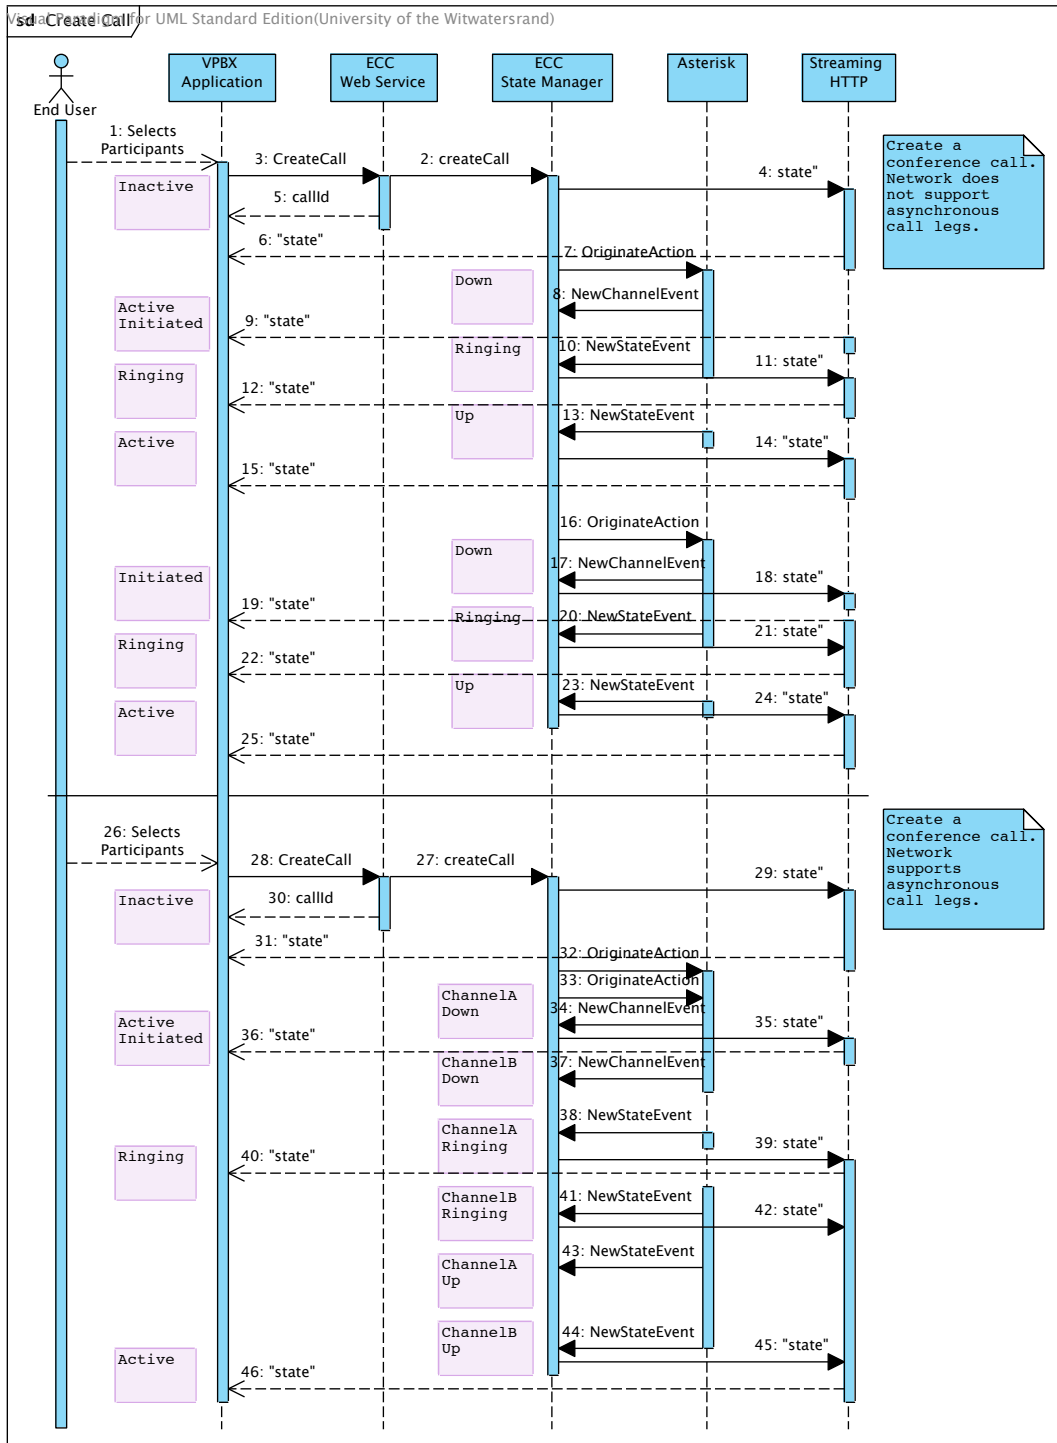 Visual Paradigm for UML Standard Edition(University of the Witwatersrand)
sd Create Call
End User
VPBX
Application
ECC
Web Service
ECC
State Manager
Asterisk
Streaming
HTTP
1: Selects
Participants
3: CreateCall
2: createCall
4: state"
Create a
conference call.
Network does
not support
asynchronous
call legs.
Inactive
5: callId
6: "state"
7: OriginateAction
Down
8: NewChannelEvent
Active
Initiated
9: "state"
Ringing
10: NewStateEvent
11: state"
Ringing
12: "state"
Up
13: NewStateEvent
Active
14: "state"
15: "state"
16: OriginateAction
Down
17: NewChannelEvent
Initiated
18: state"
19: "state"
Ringing
20: NewStateEvent
21: state"
Ringing
22: "state"
Up
23: NewStateEvent
24: "state"
Active
25: "state"
26: Selects
Participants
28: CreateCall
27: createCall
29: state"
Create a
conference call.
Network
supports
asynchronous
call legs.
Inactive
30: callId
31: "state"
32: OriginateAction
33: OriginateAction
ChannelA
Down
34: NewChannelEvent
Active
Initiated
35: state"
36: "state"
ChannelB
Down
37: NewChannelEvent
ChannelA
Ringing
38: NewStateEvent
39: state"
Ringing
40: "state"
ChannelB
Ringing
41: NewStateEvent
42: state"
ChannelA
Up
43: NewStateEvent
ChannelB
Up
44: NewStateEvent
45: "state"
Active
46: "state"